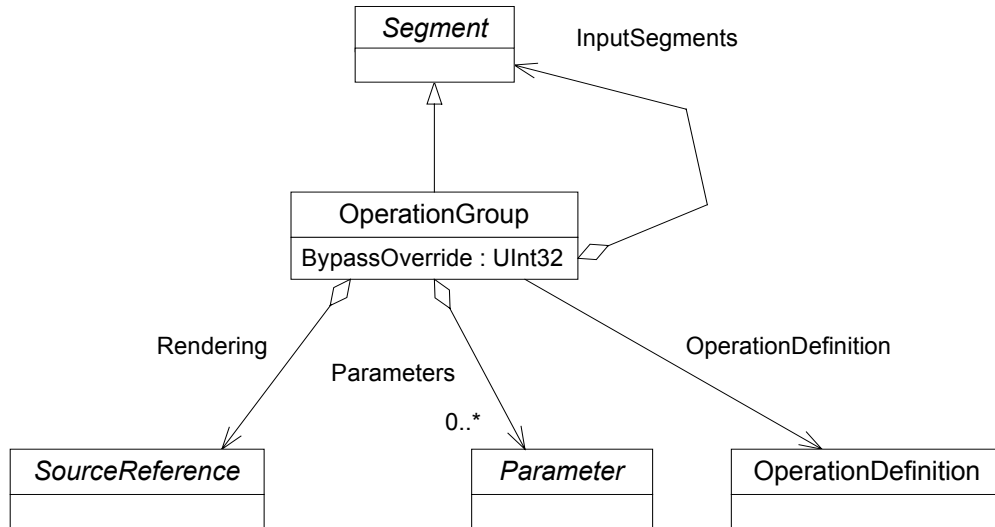 Segment
InputSegments
OperationGroup
BypassOverride : UInt32
Rendering
OperationDefinition
Parameters
0..*
SourceReference
Parameter
OperationDefinition